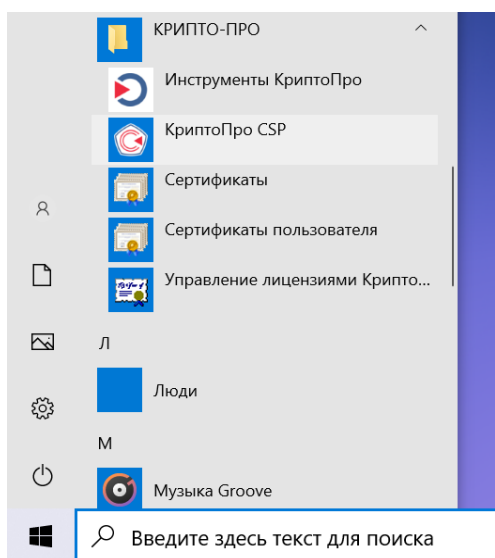 КРИПТО-ПРО
Инструменты КриптоПро
КриптоПро CSP
Сертификаты
Сертификаты пользователя
Управление лицензиями Крипто...
Л
Люди
М
Музыка Groove
Введите здесь текст для поиска